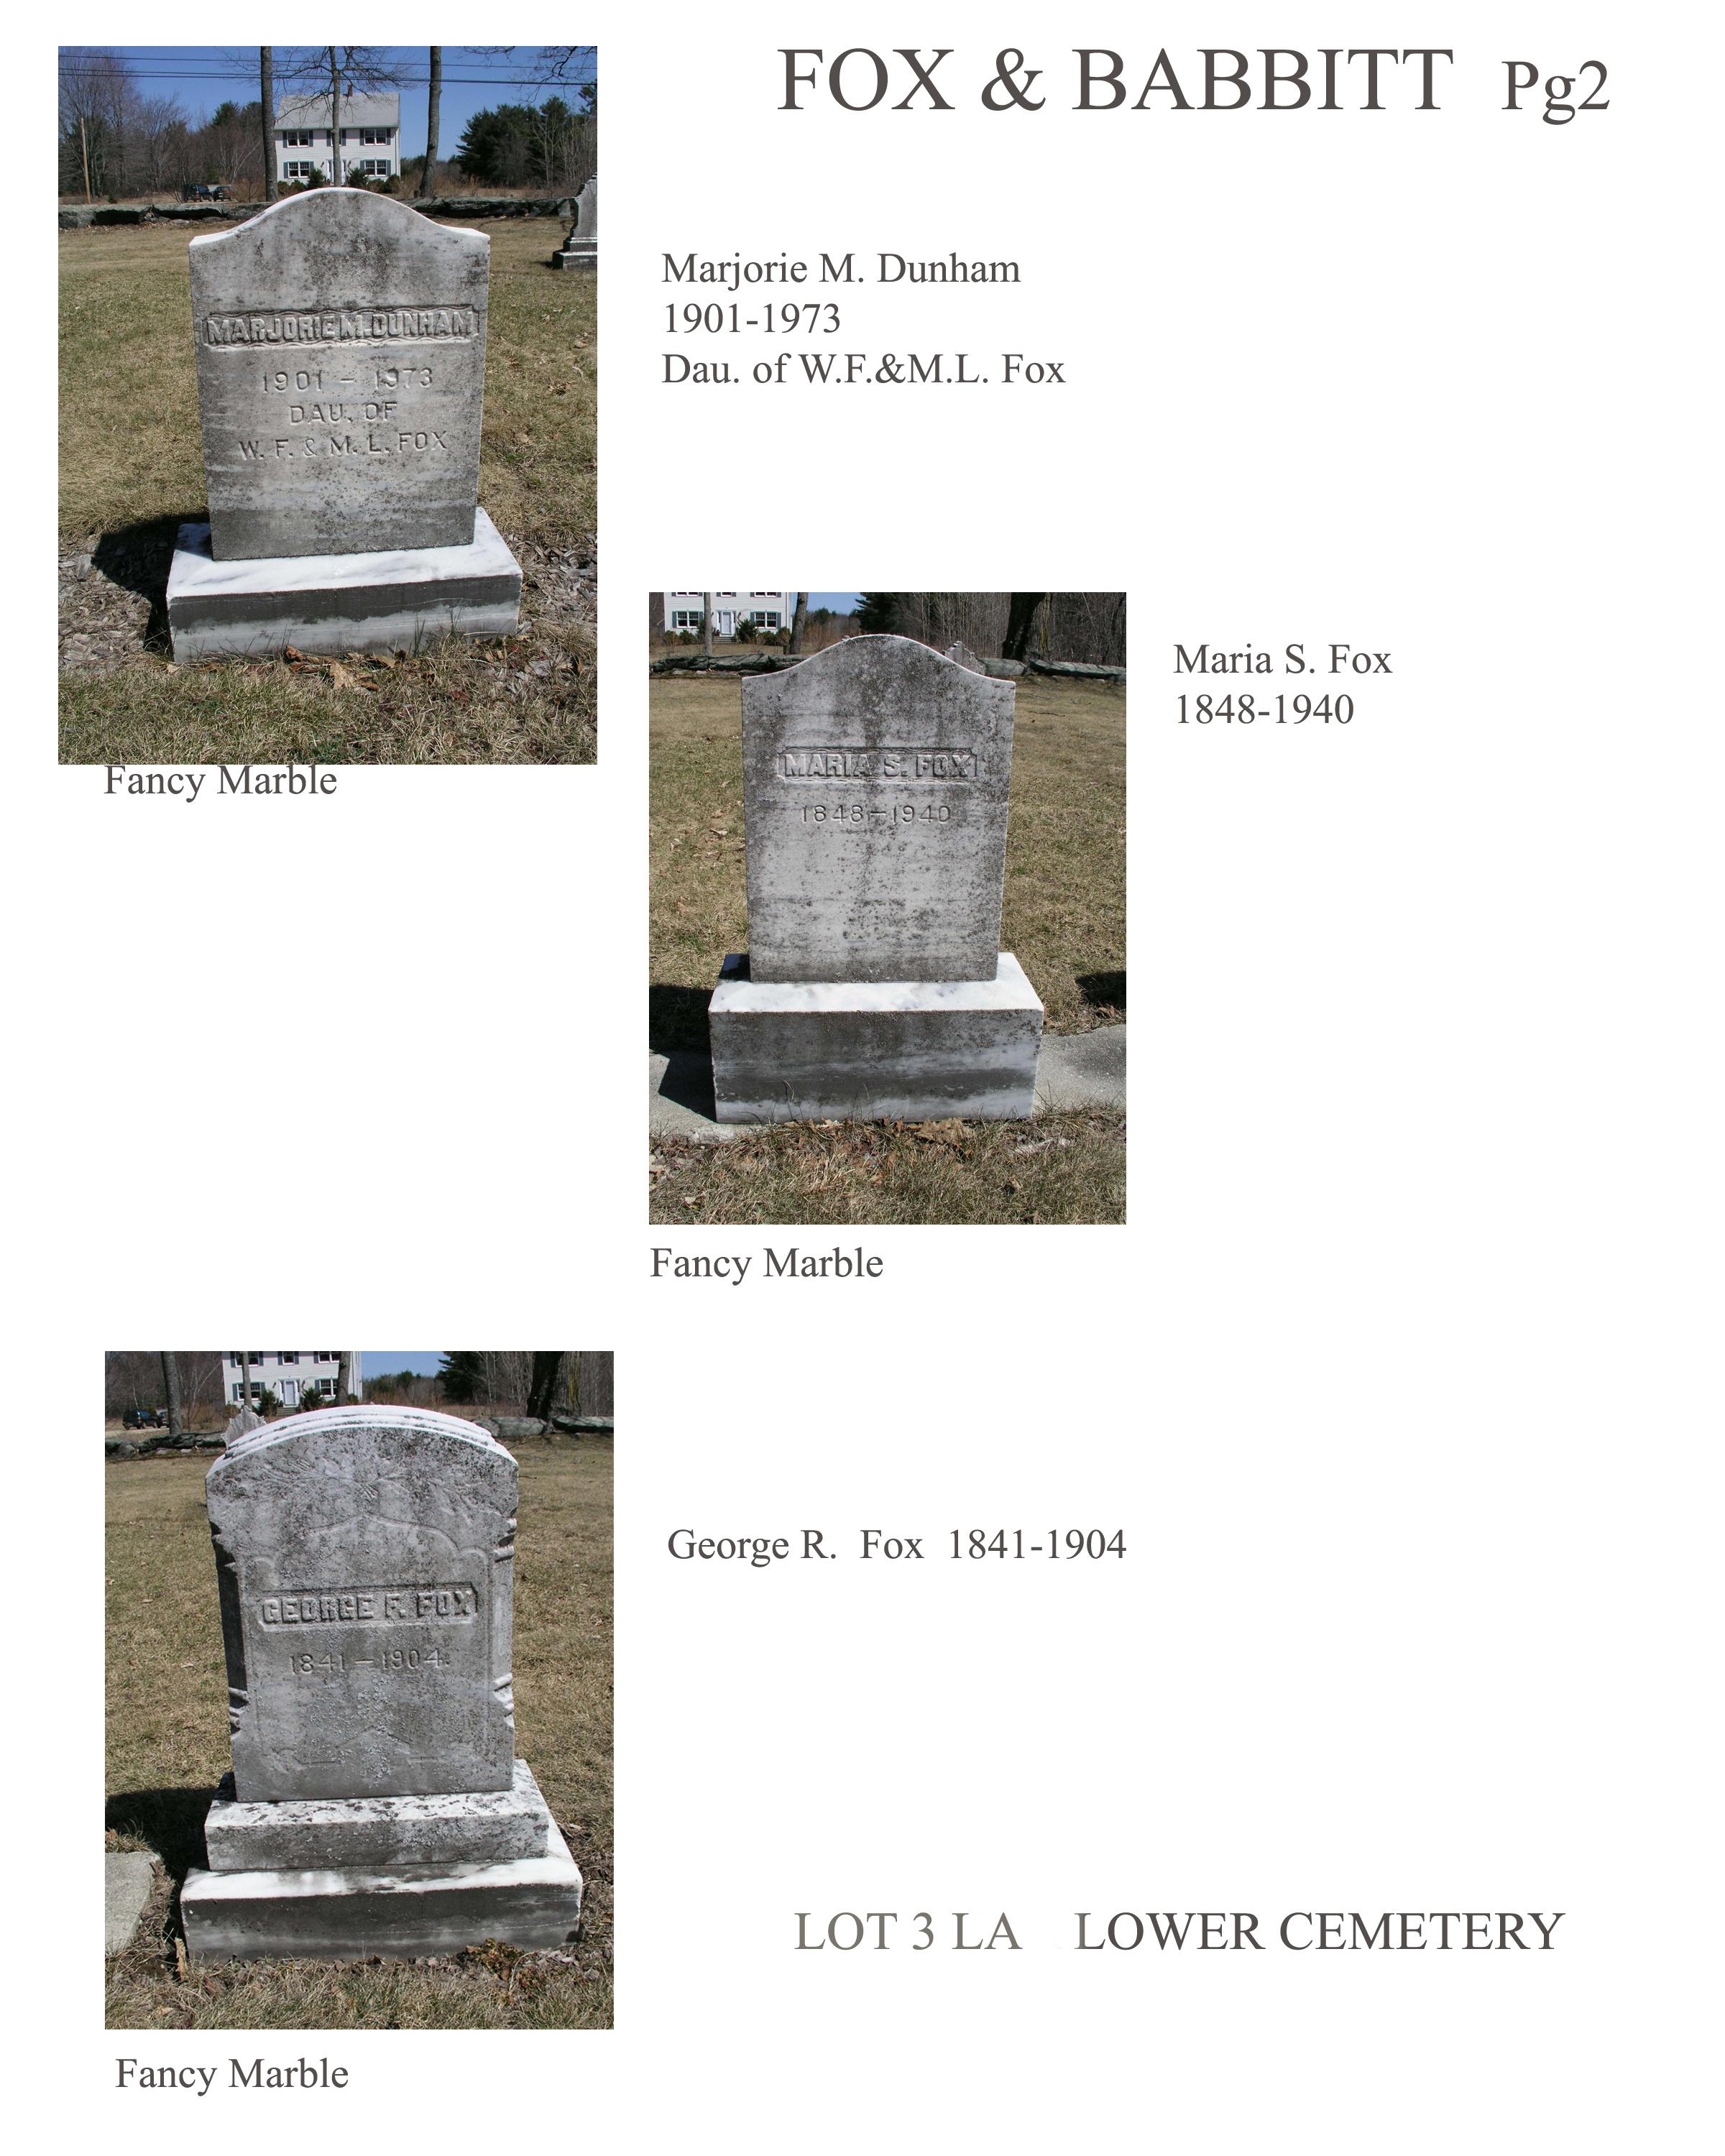 FOX & BABBITT Pg2
MARJORIE M. DUNHAM
1901 - 1973
DAU. OF
W. F. & M. L. FOX
Marjorie M. Dunham
1901-1973
Dau. of W.F.&M.L. Fox
Fancy Marble
MARIA S. FOX
1848-1940
Maria S. Fox
1848-1940
Fancy Marble
GEORGE F. FOX
1841-1904
George R. Fox 1841-1904
Fancy Marble
LOT 3 LA LOWER CEMETERY